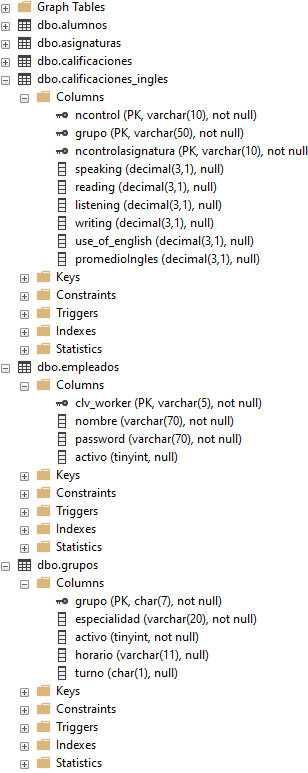 Graph Tables
dbo.alumnos
dbo.asignaturas
dbo.calificaciones
dbo.calificaciones_ingles
Columns
ncontrol (PK, varchar(10), not null)
grupo (PK, varchar(50), not null)
ncontrolasignatura (PK, varchar(10), not null
speaking (decimal(3,1), null)
reading (decimal(3,1), null)
listening (decimal(3,1), null)
writing (decimal(3,1), null)
use_of_english (decimal(3,1), null)
promedioIngles (decimal(3,1), null)
Keys
Constraints
Triggers
Indexes
Statistics
dbo.empleados
Columns
clv_worker (PK, varchar(5), not null)
nombre (varchar(70), not null)
password (varchar(70), not null)
activo (tinyint, null)
Keys
Constraints
Triggers
Indexes
Statistics
dbo.grupos
Columns
grupo (PK, char(7), not null)
especialidad (varchar(20), not null)
activo (tinyint, not null)
horario (varchar(11), null)
turno (char(1), null)
Keys
Constraints
Triggers
Indexes
Statistics